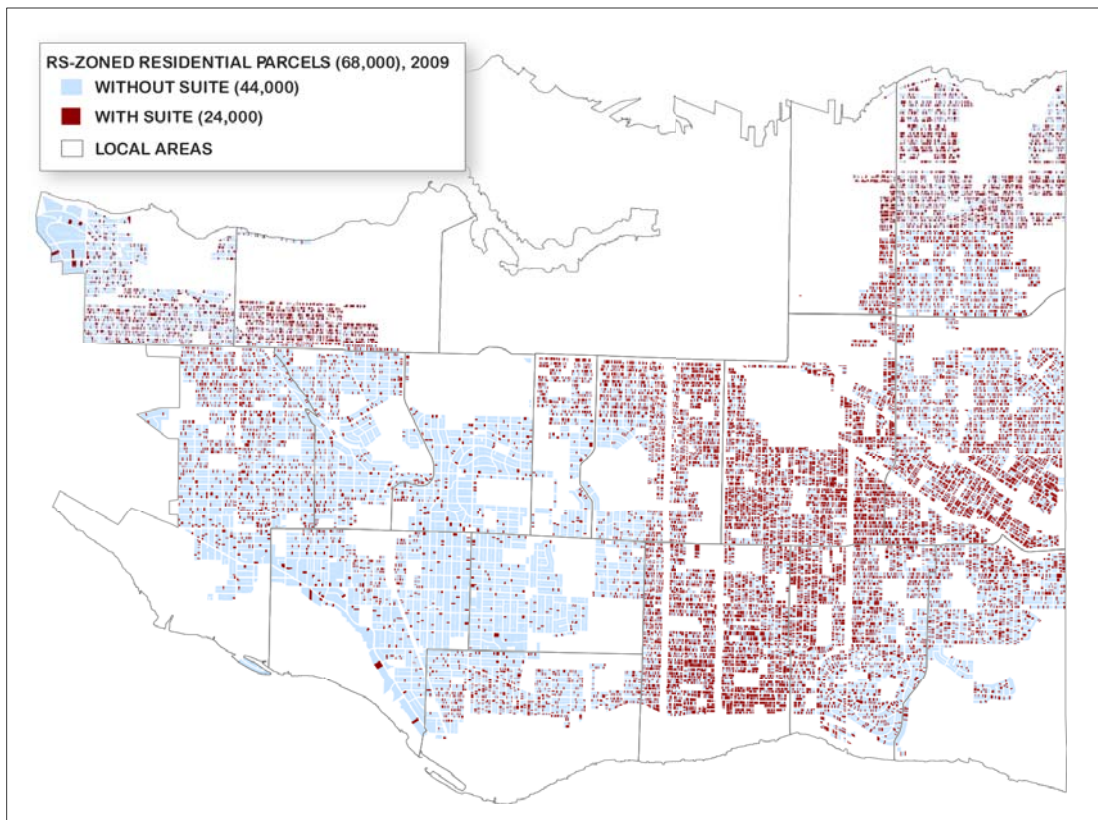 RS-ZONED RESIDENTIAL PARCELS (68,000), 2009
WITHOUT SUITE (44,000)
WITH SUITE (24,000)
LOCAL AREAS